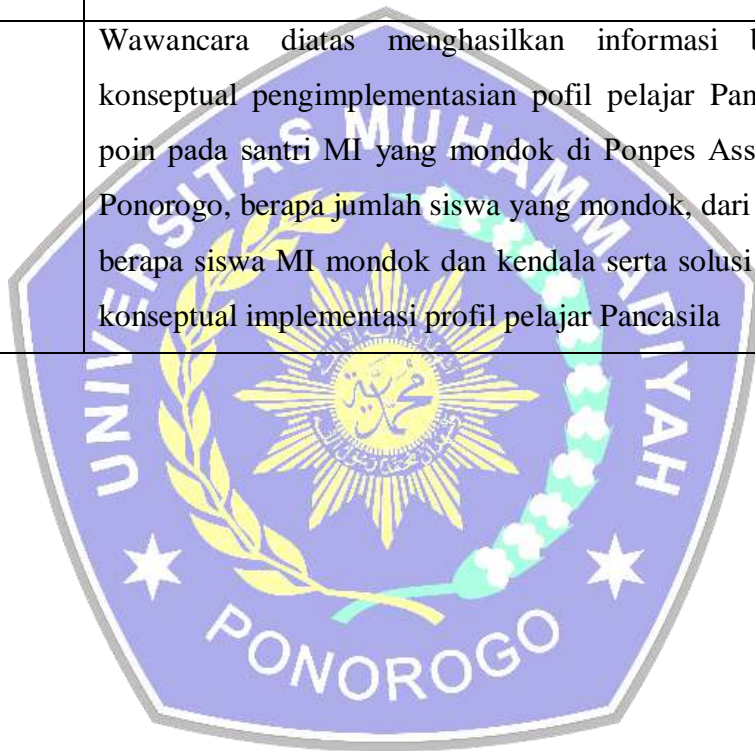 Wawancara diatas menghasilkan informasi
konseptual pengimplementasian pofil pelajar
poin pada santri MI yang mondok di Ponpes
Ponorogo, berapa jumlah siswa yang mondok, dari
berapa siswa MI mondok dan kendala serta solusi
konseptual implementasi profil pelajar Pancasila
UNIVERSITAS MUHAMMADIYAH
PONOROGO
محمد